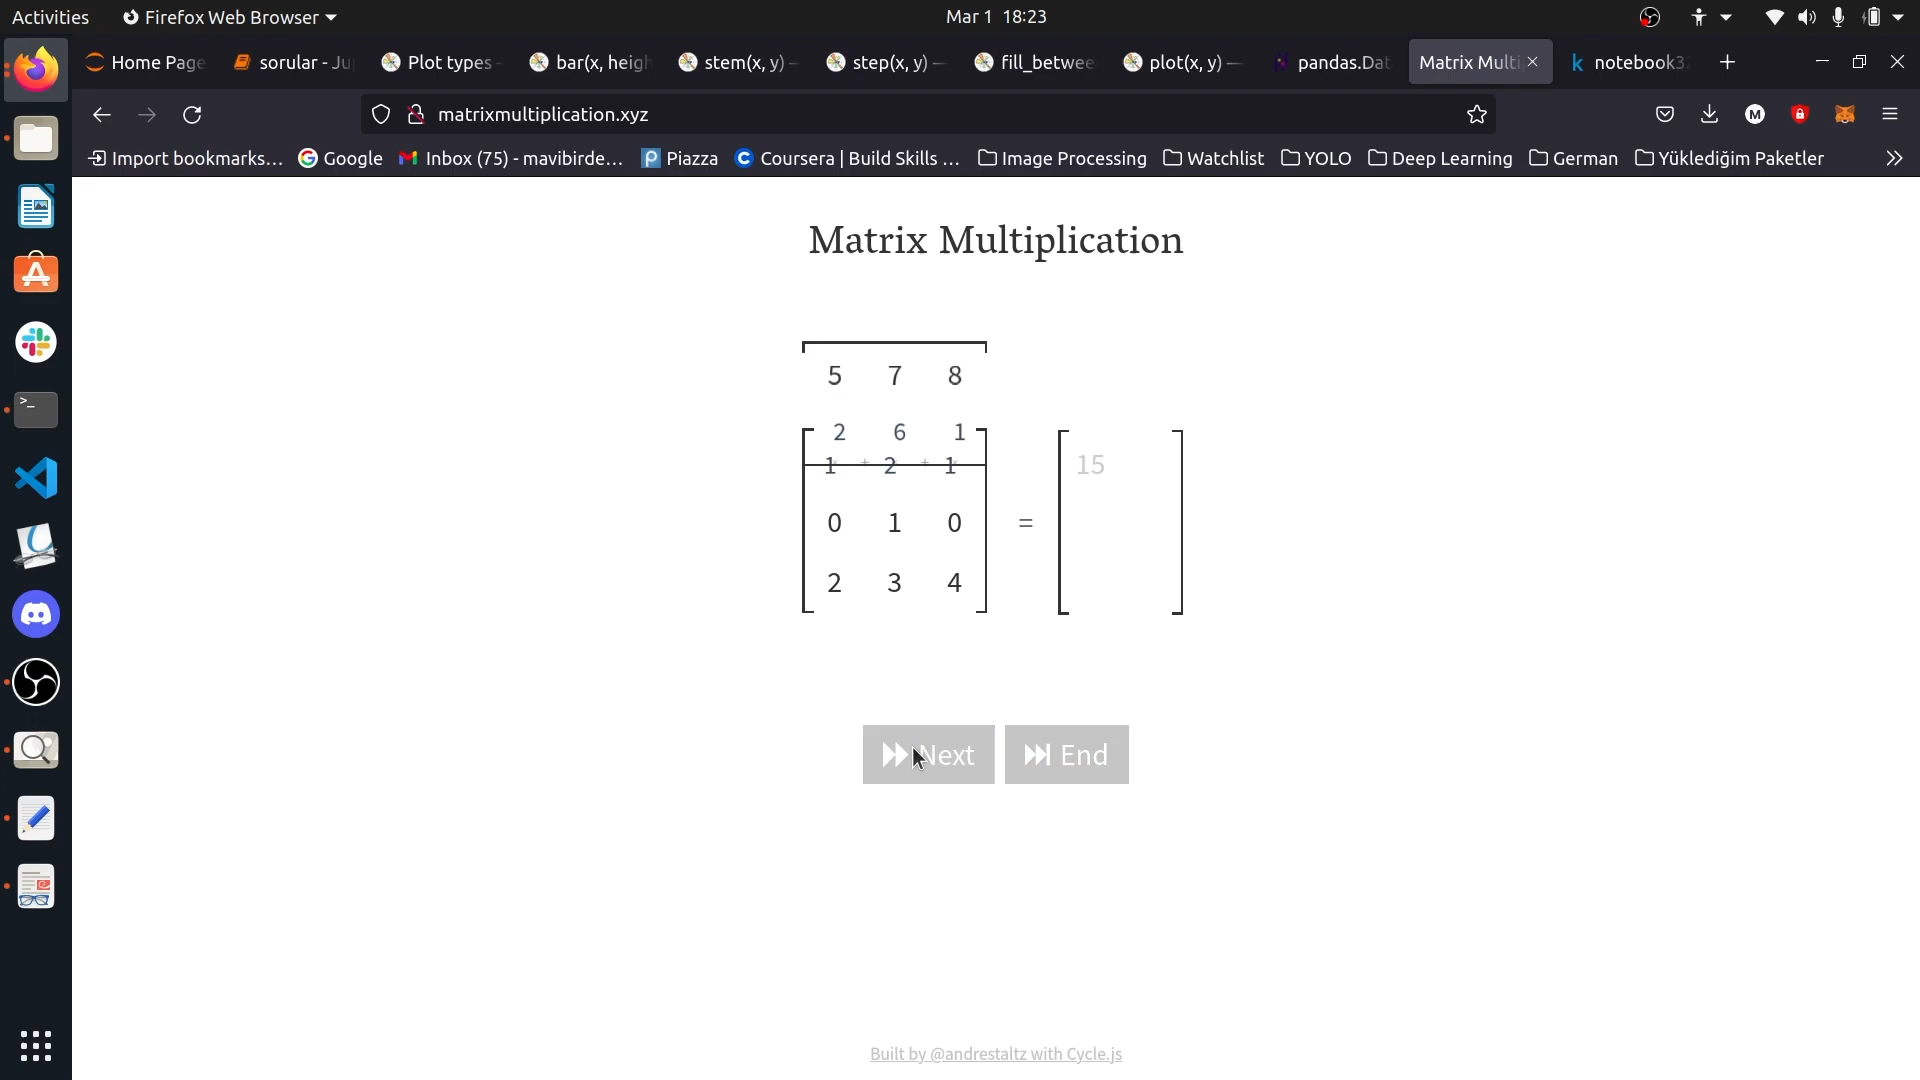 Activities Firefox Web Browser Mar 1 18:23
Home Page sorular - Ju Plot types - bar(x, heigh stem(x, y) — step(x, y) — fill_betwee plot(x, y) — pandas.Dat Matrix Multi notebook3
matrixmultiplication.xyz
Import bookmarks... Google Inbox (75) - mavibirde... Piazza Coursera | Build Skills ... Image Processing Watchlist YOLO Deep Learning German Yüklediğim Paketler
Matrix Multiplication
5 7 8
2 6 1
1 + 2 + 1 15
0 1 0 =
2 3 4
Next End
Built by @andrestaltz with Cycle.js